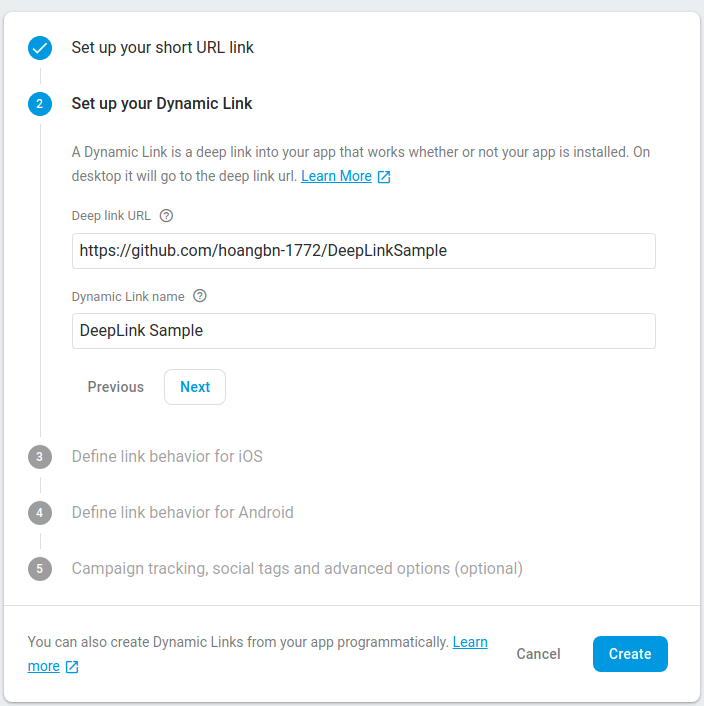 Set up your short URL link
2 Set up your Dynamic Link
A Dynamic Link is a deep link into your app that works whether or not your app is installed. On
desktop it will go to the deep link url. Learn More
Deep link URL ?
https://github.com/hoangbn-1772/DeepLinkSample
Dynamic Link name ?
DeepLink Sample
Previous Next
3 Define link behavior for iOS
4 Define link behavior for Android
5 Campaign tracking, social tags and advanced options (optional)
You can also create Dynamic Links from your app programmatically. Learn
more
Cancel Create